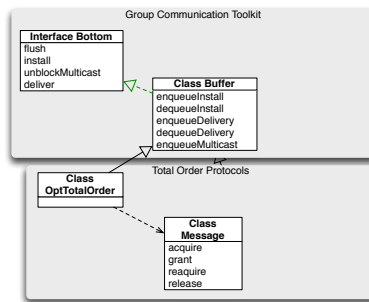 Group Communication Toolkit
Interface Bottom
flush
install
unblockMulticast
deliver
Class Buffer
enqueueInstall
dequeueInstall
enqueueDelivery
dequeueDelivery
enqueueMulticast
Total Order Protocols
Class
OptTotalOrder
Class
Message
acquire
grant
reaquire
release